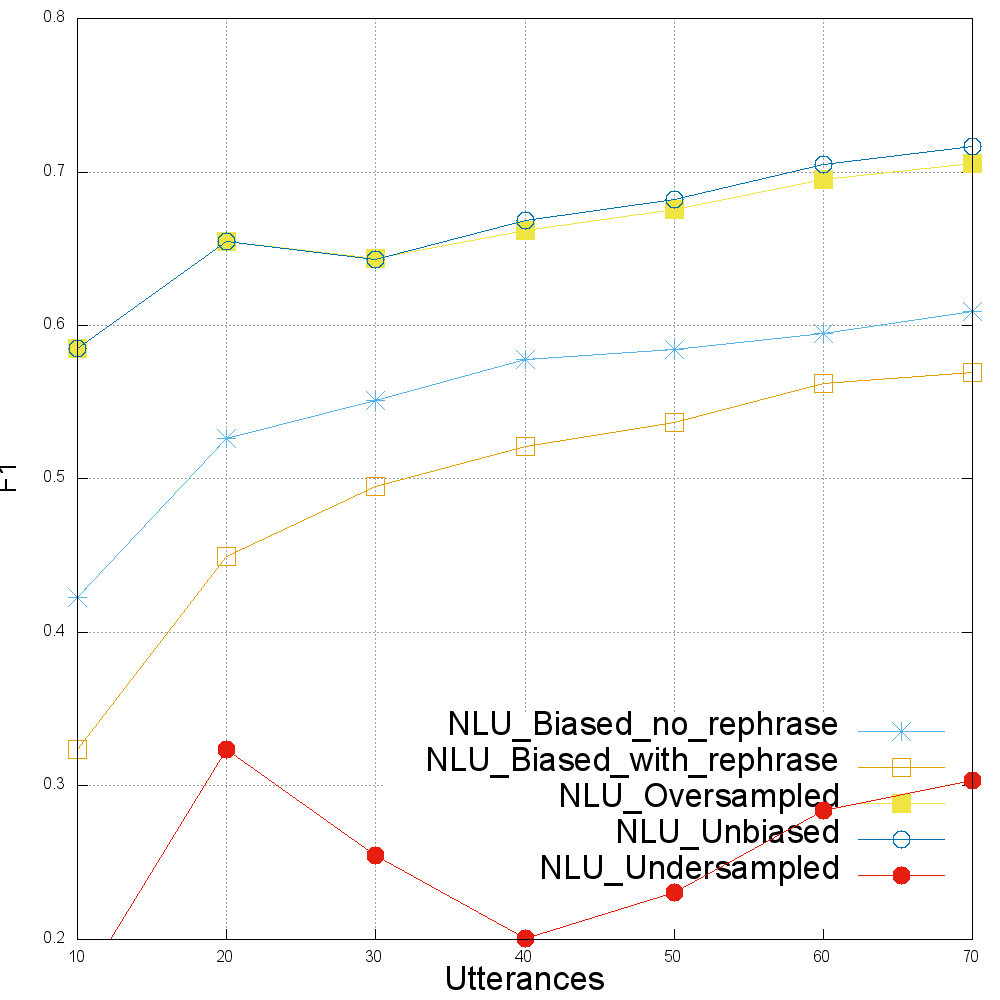 0.8
0.7
0.6
0.5
0.4
0.3
0.2
F1
NLU_Biased_no_rephrase
NLU_Biased_with_rephrase
NLU_Oversampled
NLU_Unbiased
NLU_Undersampled
10 20 30 40 50 60 70
Utterances